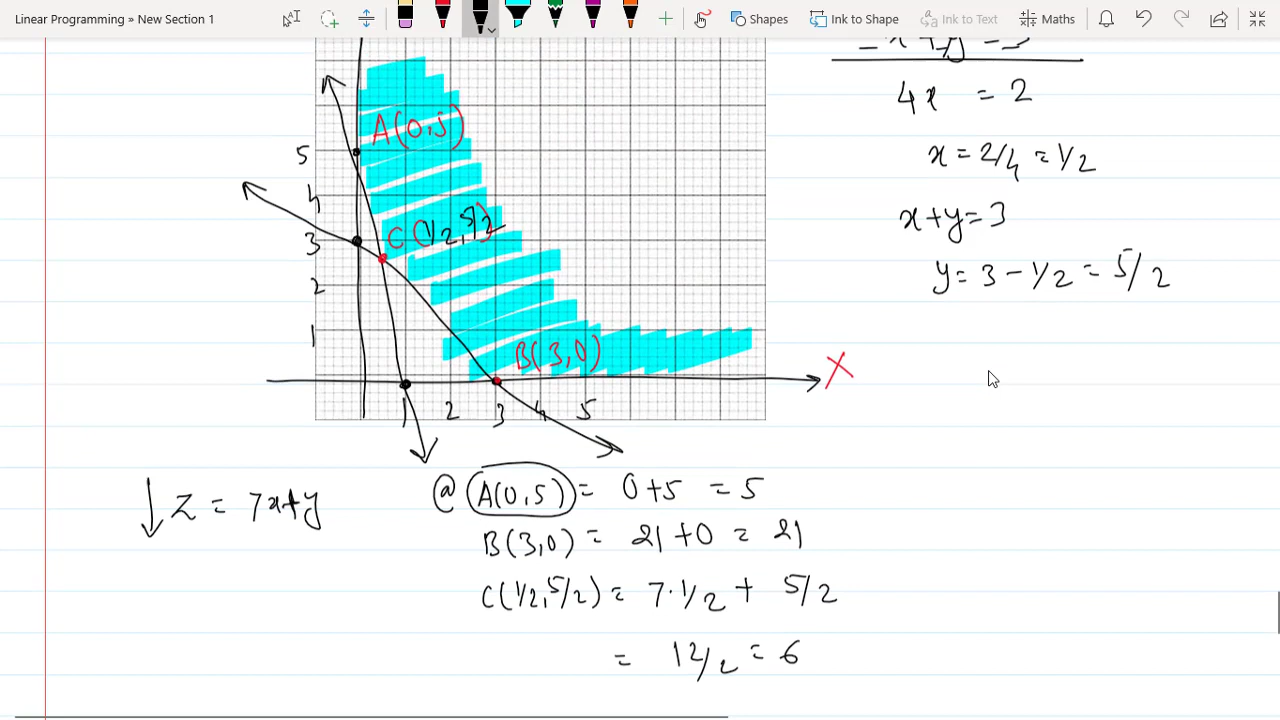 Linear Programming » New Section 1
Shapes
Ink to Shape
Ink to Text
Maths
4x = 2
x = 2/4 = 1/2
x+y=3
y= 3 - 1/2 = 5/2
A(0,5)
C(1/2,5/2)
B(3,0)
X
5
4
3
2
1
1 2 3 4 5
↓ Z = 7x+y
@ A(0,5) = 0+5 = 5
B(3,0) = 21+0 = 21
C(1/2,5/2) = 7·1/2 + 5/2
= 12/2 = 6